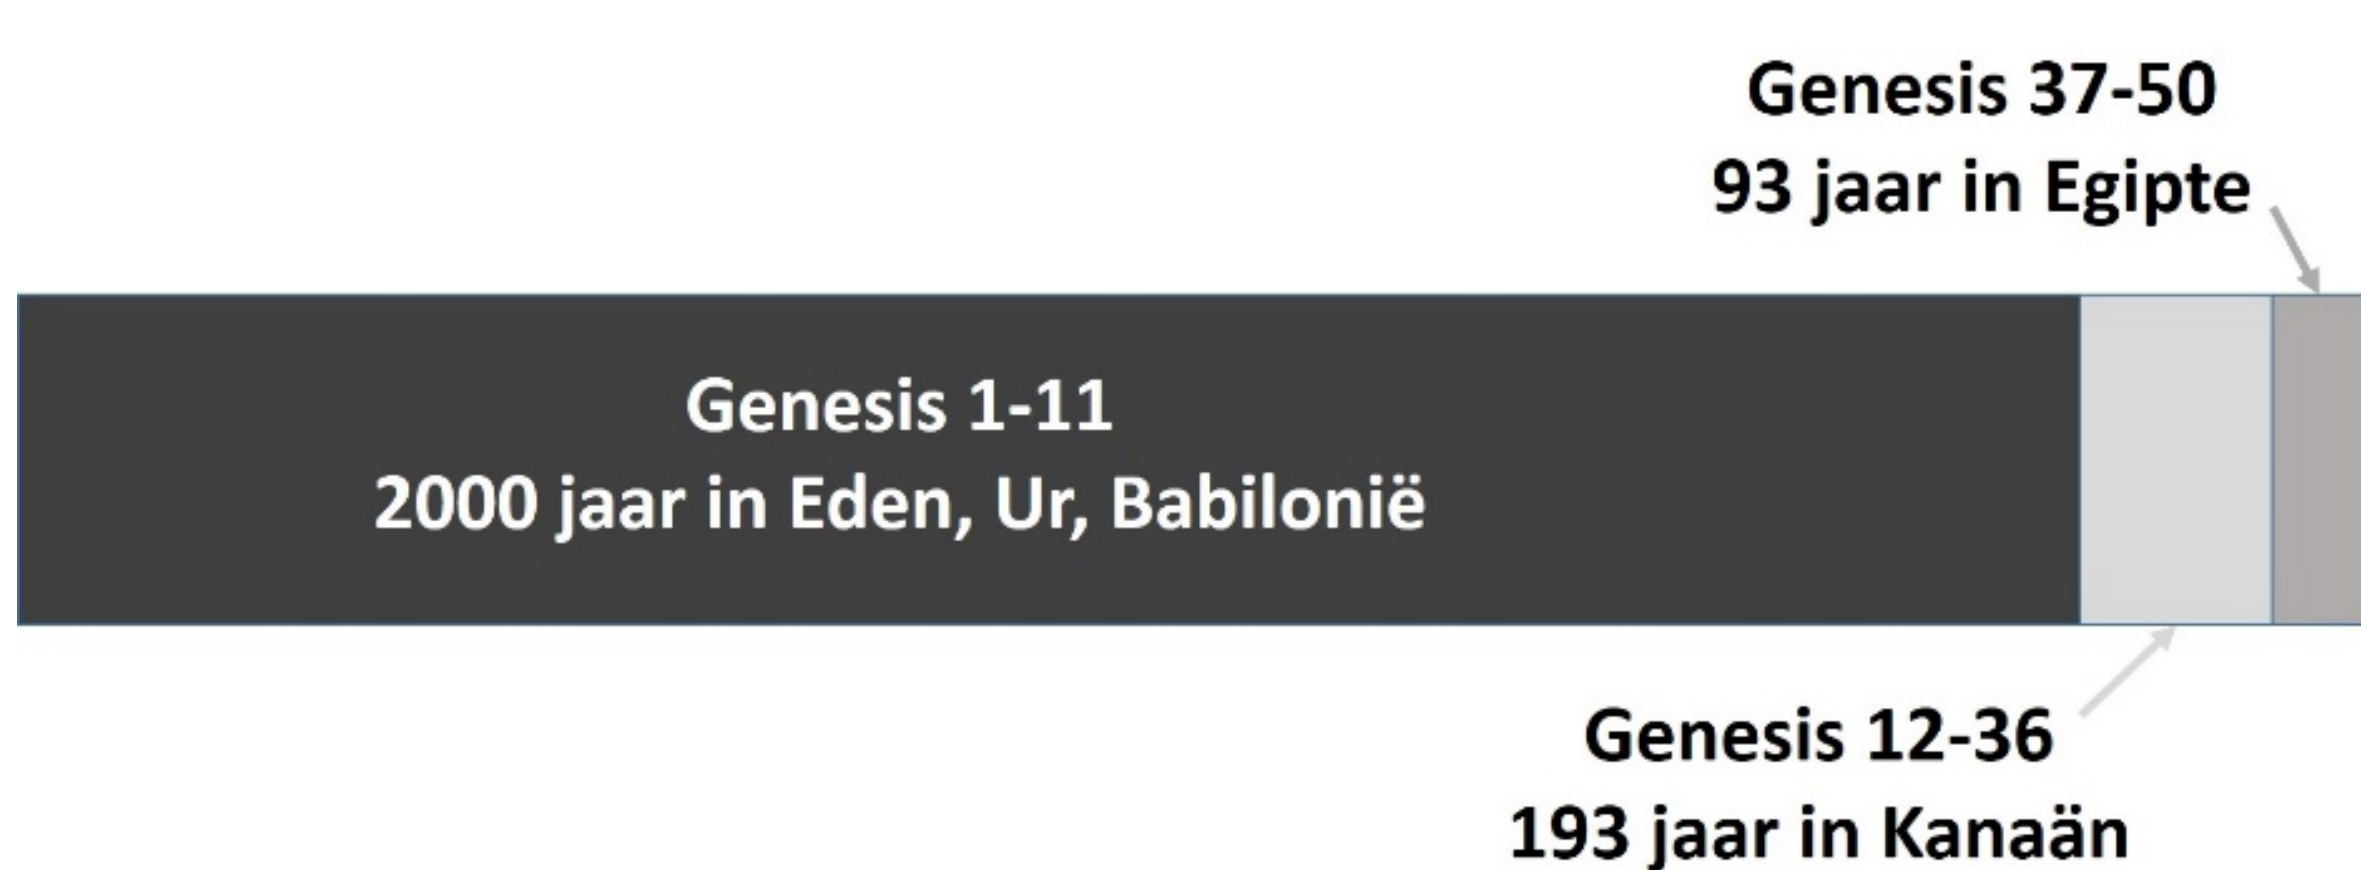 Genesis 37-50
93 jaar in Egipte
Genesis 1-11
2000 jaar in Eden, Ur, Babilonië
Genesis 12-36
193 jaar in Kanaän